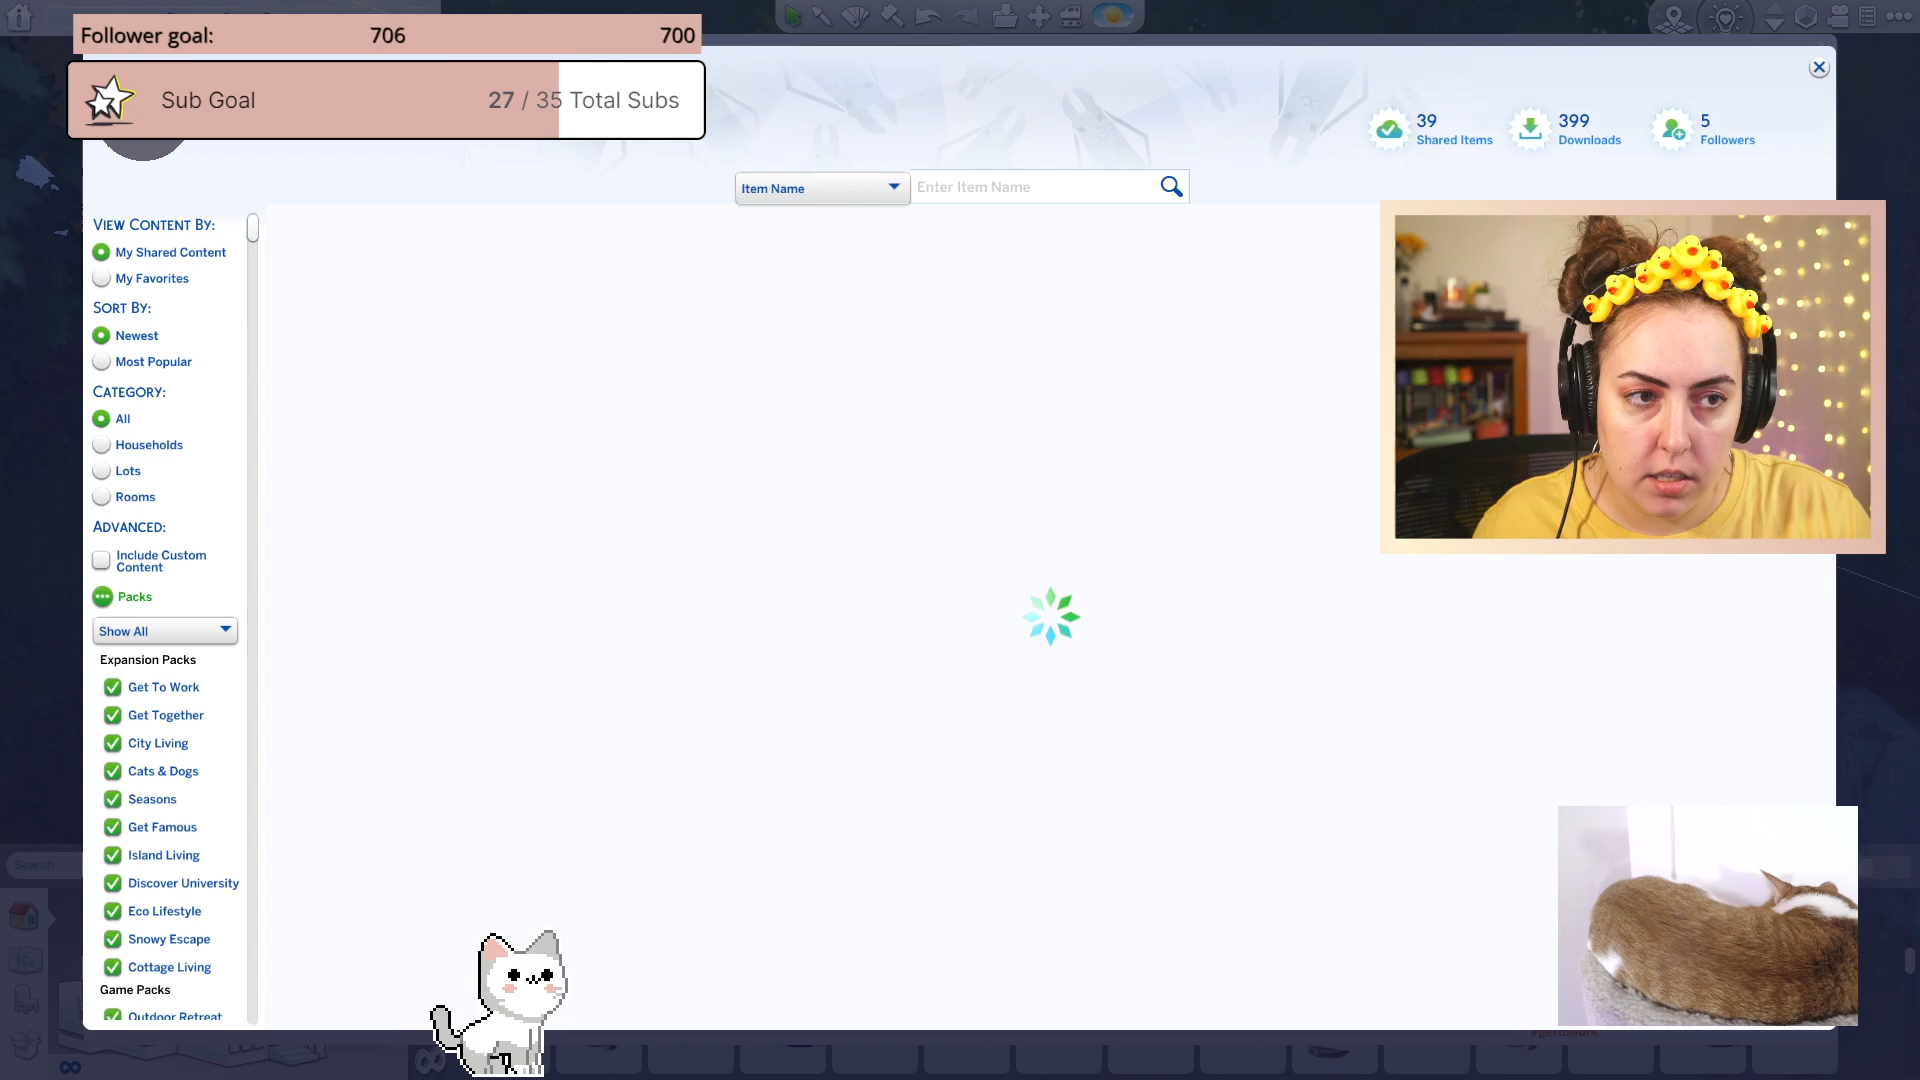 Follower goal: 706 700
Sub Goal 27 / 35 Total Subs
39
Shared Items
399
Downloads
5
Followers
Item Name
Enter Item Name
VIEW CONTENT BY:
My Shared Content
My Favorites
SORT BY:
Newest
Most Popular
CATEGORY:
All
Households
Lots
Rooms
ADVANCED:
Include Custom
Content
Packs
Show All
Expansion Packs
Get To Work
Get Together
City Living
Cats & Dogs
Seasons
Get Famous
Island Living
Discover University
Eco Lifestyle
Snowy Escape
Cottage Living
Game Packs
Outdoor Retreat
Search